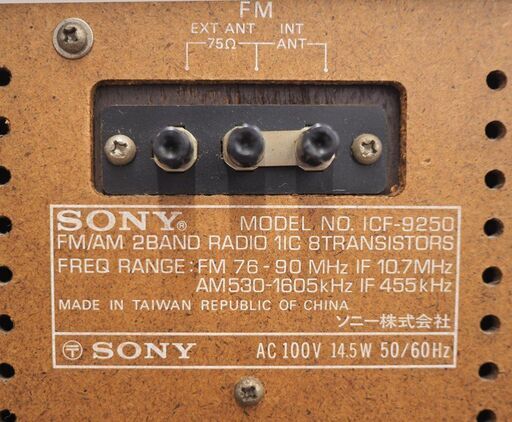 FM
EXT ANT INT
75Ω ANT
SONY® MODEL NO. ICF-9250
FM/AM 2BAND RADIO 1IC 8TRANSISTORS
FREQ RANGE: FM 76-90 MHz IF 10.7MHz
AM 530-1605kHz IF 455kHz
MADE IN TAIWAN REPUBLIC OF CHINA
ソニー株式会社
〶 SONY AC 100V 14.5W 50/60Hz